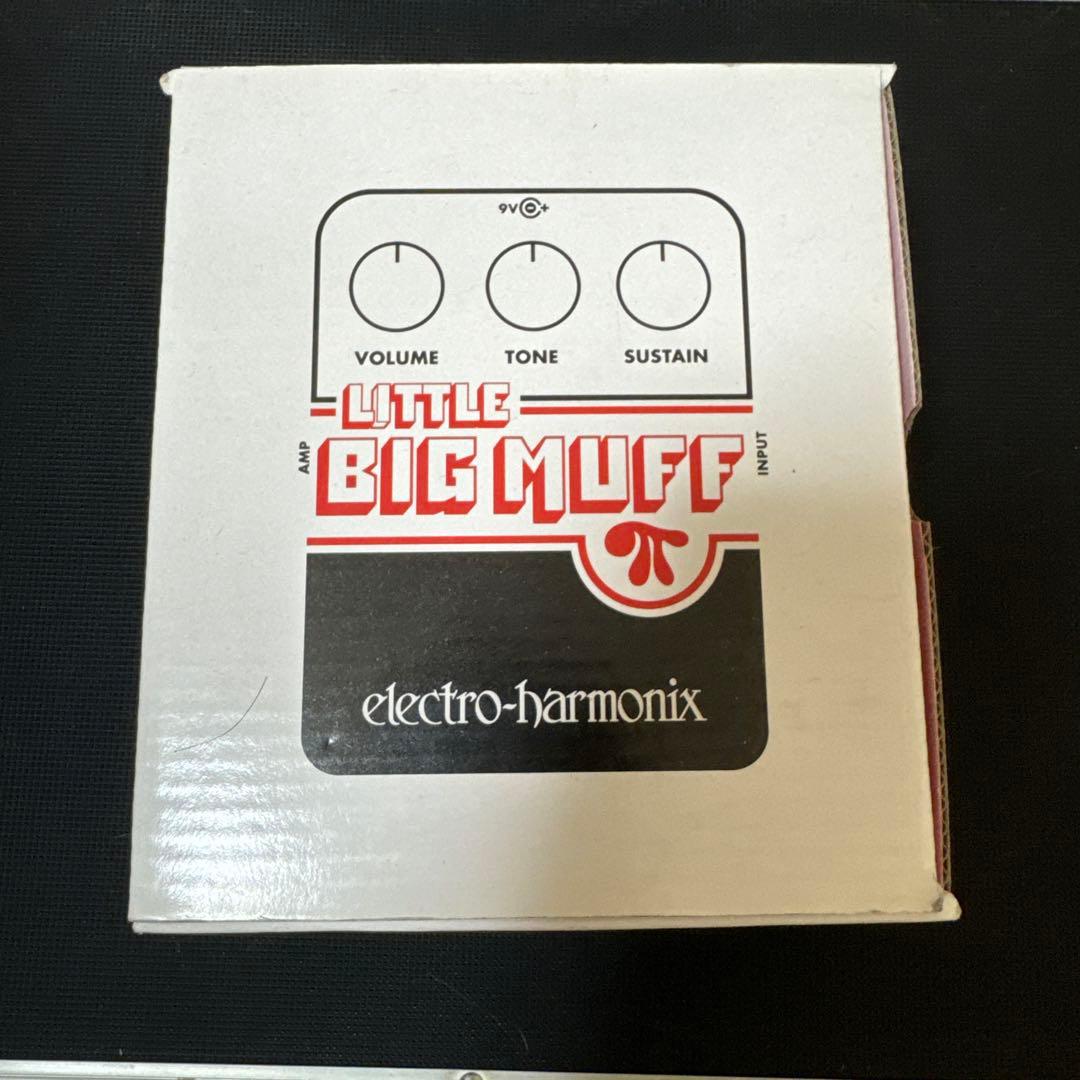 9V +
VOLUME TONE SUSTAIN
LITTLE
AMP BIG MUFF INPUT
π
electro-harmonix